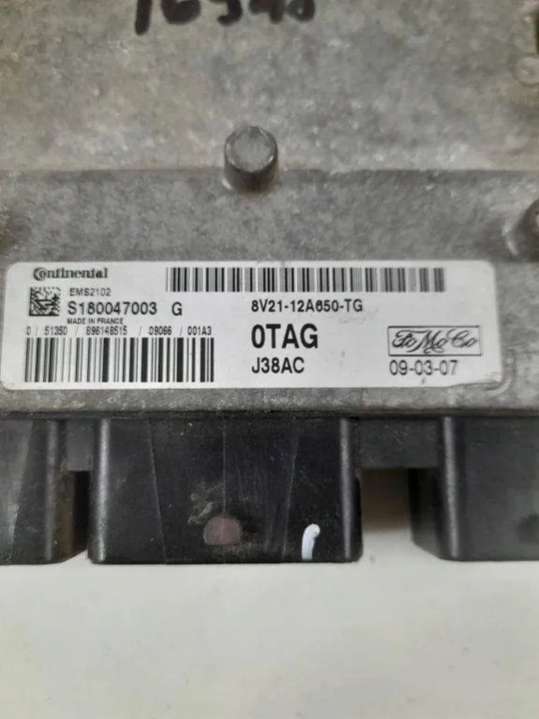 Continental
EMS2102
S180047003 G
MADE IN FRANCE
0 / 51350 / B96148515 / 09066 / 001A3
8V21-12A650-TG
0TAG
J38AC
FoMoCo
09-03-07